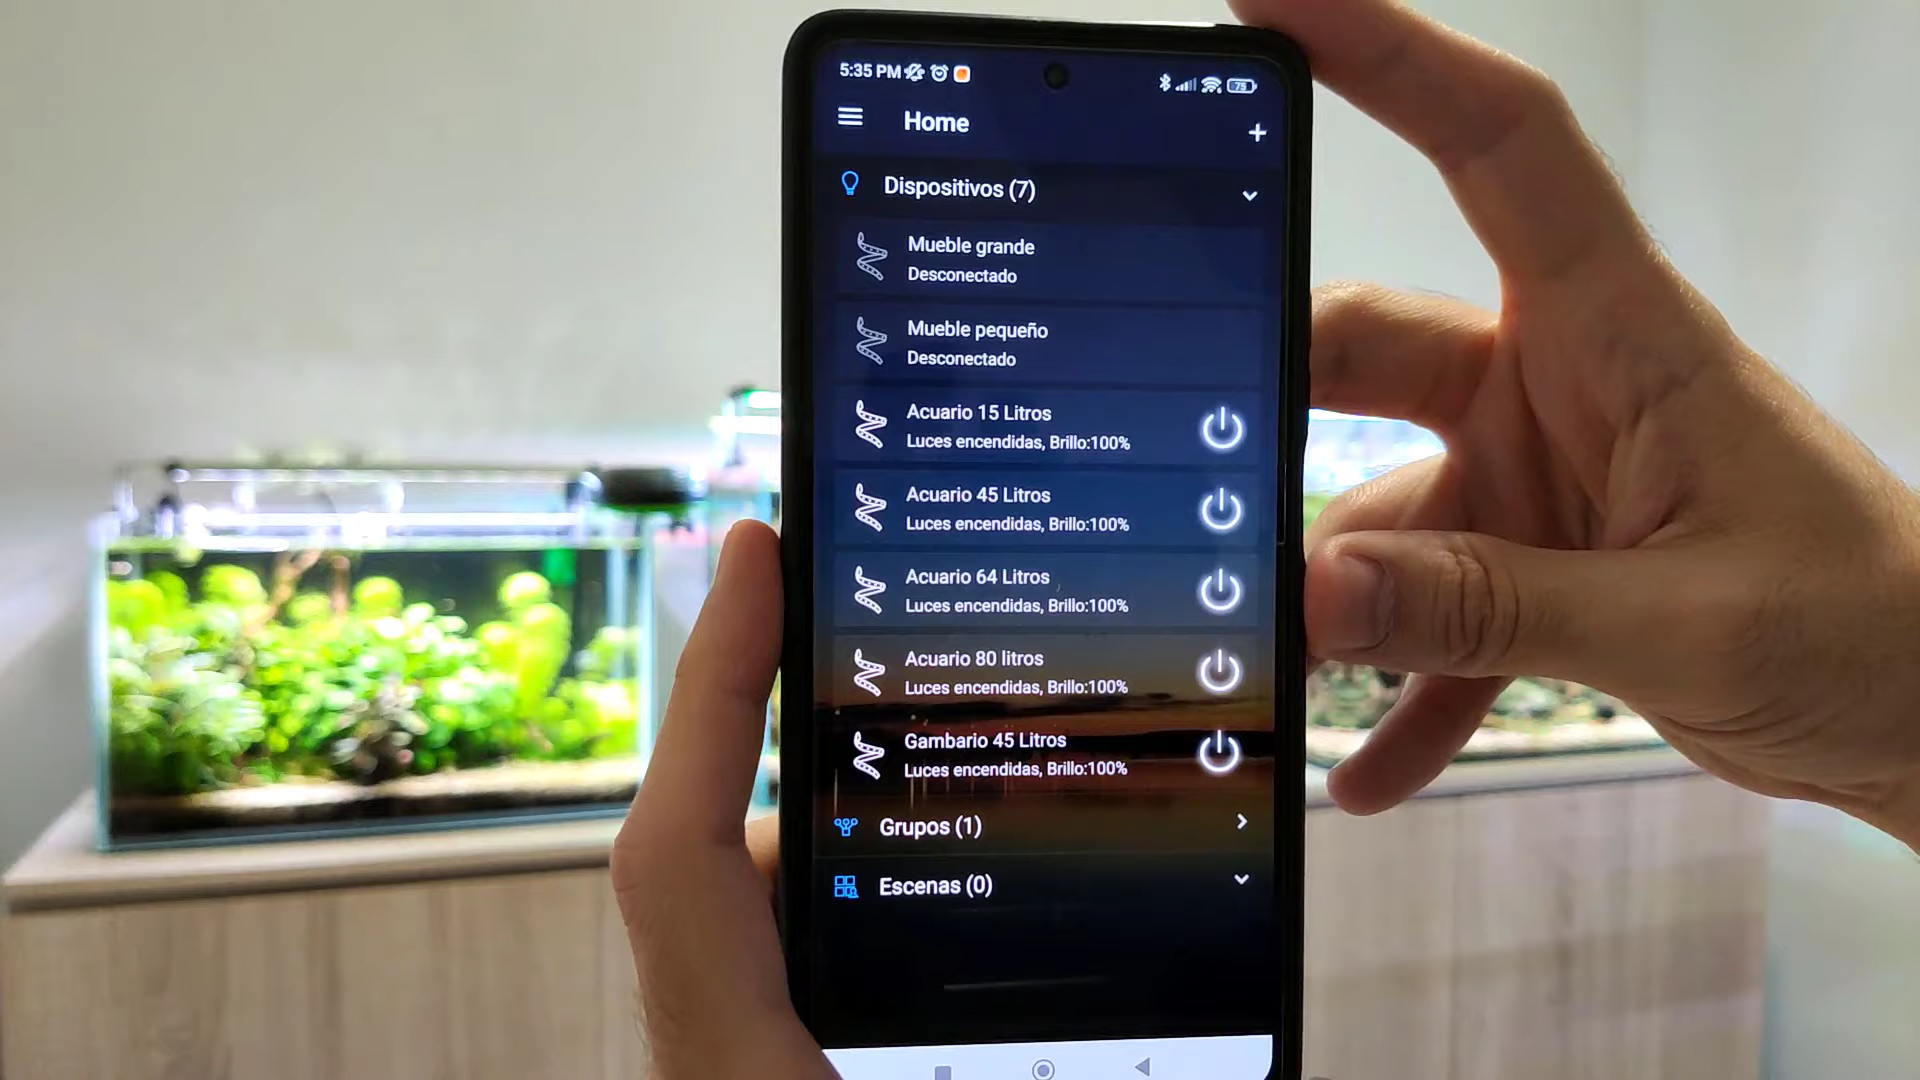 5:35 PM
75
Home
Dispositivos (7)
Mueble grande
Desconectado
Mueble pequeño
Desconectado
Acuario 15 Litros
Luces encendidas, Brillo:100%
Acuario 45 Litros
Luces encendidas, Brillo:100%
Acuario 64 Litros
Luces encendidas, Brillo:100%
Acuario 80 litros
Luces encendidas, Brillo:100%
Gambario 45 Litros
Luces encendidas, Brillo:100%
Grupos (1)
Escenas (0)